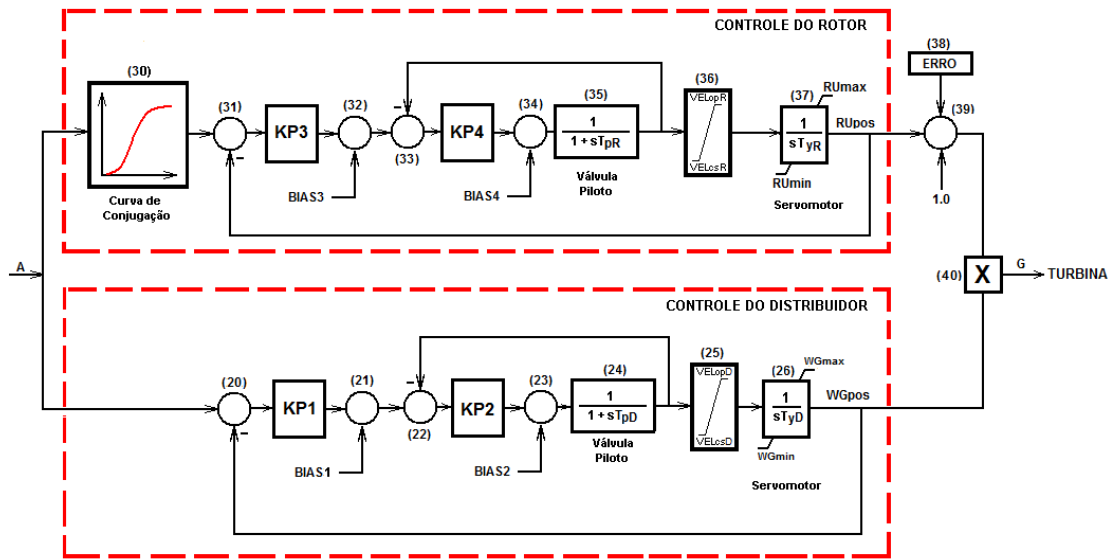 CONTROLE DO ROTOR
(30)
Curva de
Conjugação
(31)
KP3
(32)
BIAS3
(33)
KP4
(34)
BIAS4
(35)
1
1 + sTpR
Válvula
Piloto
(36)
VELopR
VELcsR
(37)
RUmax
1
sTyR
RUmin
Servomotor
RUpos
(38)
ERRO
(39)
1.0
A
(40)
X
G
TURBINA
CONTROLE DO DISTRIBUIDOR
(20)
KP1
(21)
BIAS1
(22)
KP2
(23)
BIAS2
(24)
1
1 + sTpD
Válvula
Piloto
(25)
VELopD
VELcsD
(26)
WGmax
1
sTyD
WGmin
Servomotor
WGpos